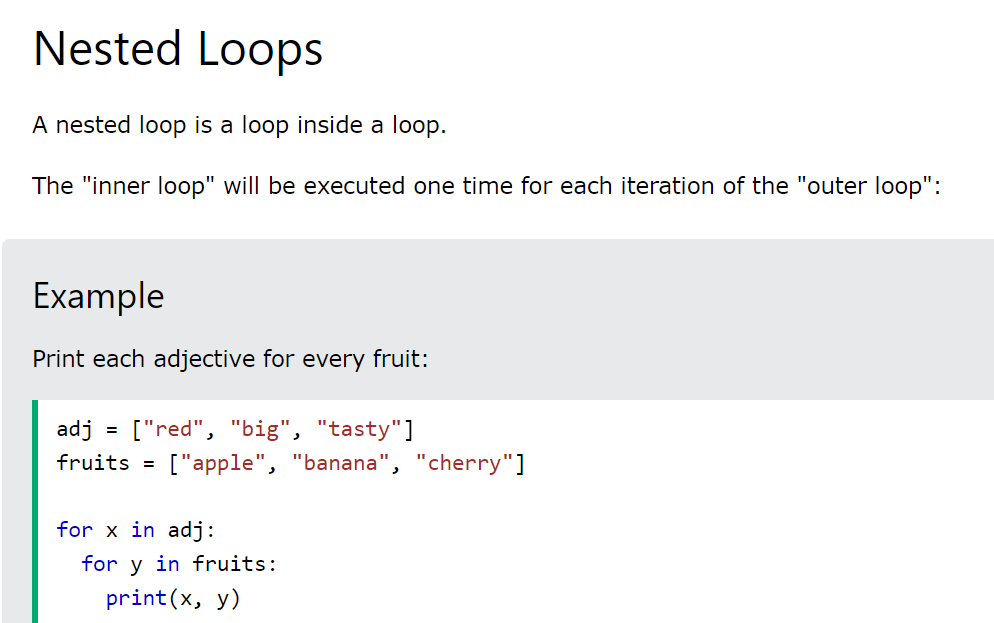 Nested Loops
A nested loop is a loop inside a loop.
The "inner loop" will be executed one time for each iteration of the "outer loop":
Example
Print each adjective for every fruit:
adj = ["red", "big", "tasty"]
fruits = ["apple", "banana", "cherry"]
for x in adj:
  for y in fruits:
    print(x, y)